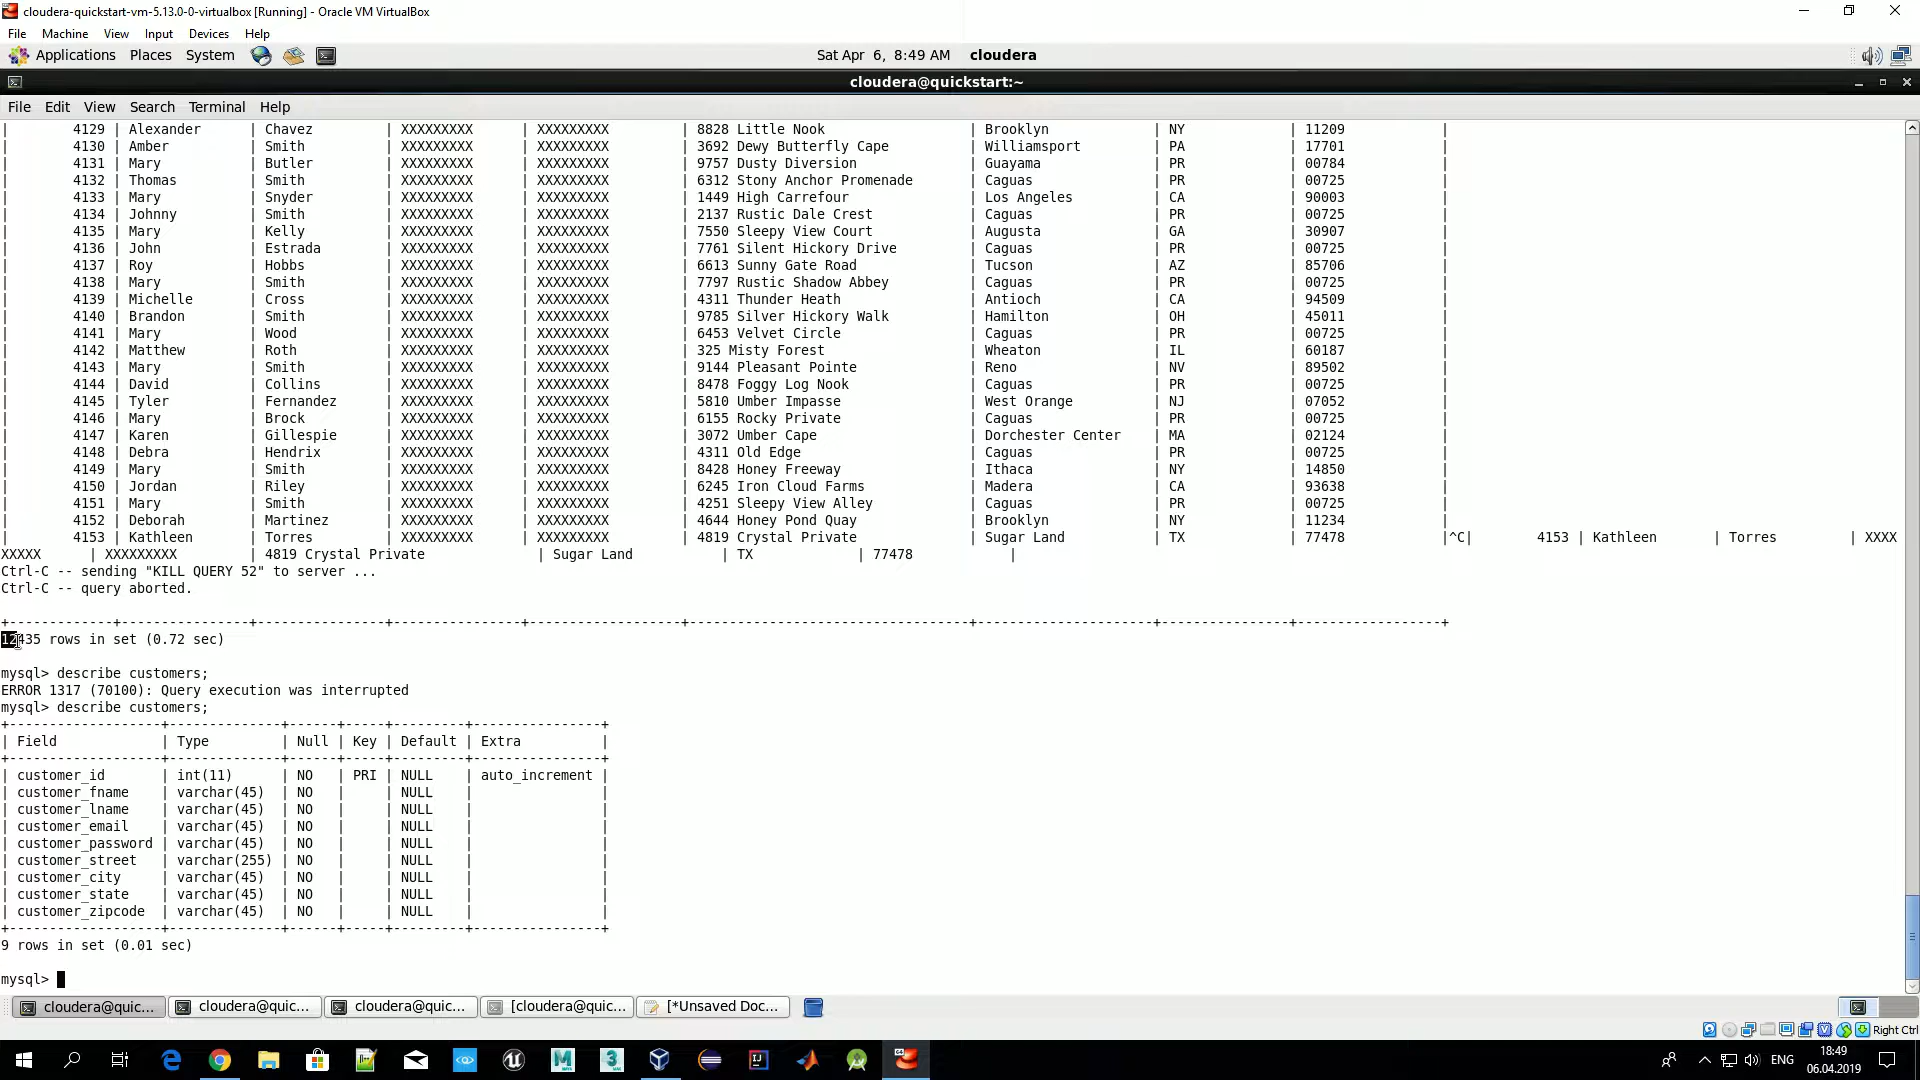 cloudera-quickstart-vm-5.13.0-0-virtualbox [Running] - Oracle VM VirtualBox
File Machine View Input Devices Help
Applications Places System Sat Apr 6, 8:49 AM cloudera
cloudera@quickstart:~
File Edit View Search Terminal Help
| 4129 | Alexander | Chavez | XXXXXXXXX | XXXXXXXXX | 8828 Little Nook | Brooklyn | NY | 11209 |
| 4130 | Amber | Smith | XXXXXXXXX | XXXXXXXXX | 3692 Dewy Butterfly Cape | Williamsport | PA | 17701 |
| 4131 | Mary | Butler | XXXXXXXXX | XXXXXXXXX | 9757 Dusty Diversion | Guayama | PR | 00784 |
| 4132 | Thomas | Smith | XXXXXXXXX | XXXXXXXXX | 6312 Stony Anchor Promenade | Caguas | PR | 00725 |
| 4133 | Mary | Snyder | XXXXXXXXX | XXXXXXXXX | 1449 High Carrefour | Los Angeles | CA | 90003 |
| 4134 | Johnny | Smith | XXXXXXXXX | XXXXXXXXX | 2137 Rustic Dale Crest | Caguas | PR | 00725 |
| 4135 | Mary | Kelly | XXXXXXXXX | XXXXXXXXX | 7550 Sleepy View Court | Augusta | GA | 30907 |
| 4136 | John | Estrada | XXXXXXXXX | XXXXXXXXX | 7761 Silent Hickory Drive | Caguas | PR | 00725 |
| 4137 | Roy | Hobbs | XXXXXXXXX | XXXXXXXXX | 6613 Sunny Gate Road | Tucson | AZ | 85706 |
| 4138 | Mary | Smith | XXXXXXXXX | XXXXXXXXX | 7797 Rustic Shadow Abbey | Caguas | PR | 00725 |
| 4139 | Michelle | Cross | XXXXXXXXX | XXXXXXXXX | 4311 Thunder Heath | Antioch | CA | 94509 |
| 4140 | Brandon | Smith | XXXXXXXXX | XXXXXXXXX | 9785 Silver Hickory Walk | Hamilton | OH | 45011 |
| 4141 | Mary | Wood | XXXXXXXXX | XXXXXXXXX | 6453 Velvet Circle | Caguas | PR | 00725 |
| 4142 | Matthew | Roth | XXXXXXXXX | XXXXXXXXX | 325 Misty Forest | Wheaton | IL | 60187 |
| 4143 | Mary | Smith | XXXXXXXXX | XXXXXXXXX | 9144 Pleasant Pointe | Reno | NV | 89502 |
| 4144 | David | Collins | XXXXXXXXX | XXXXXXXXX | 8478 Foggy Log Nook | Caguas | PR | 00725 |
| 4145 | Tyler | Fernandez | XXXXXXXXX | XXXXXXXXX | 5810 Umber Impasse | West Orange | NJ | 07052 |
| 4146 | Mary | Brock | XXXXXXXXX | XXXXXXXXX | 6155 Rocky Private | Caguas | PR | 00725 |
| 4147 | Karen | Gillespie | XXXXXXXXX | XXXXXXXXX | 3072 Umber Cape | Dorchester Center | MA | 02124 |
| 4148 | Debra | Hendrix | XXXXXXXXX | XXXXXXXXX | 4311 Old Edge | Caguas | PR | 00725 |
| 4149 | Mary | Smith | XXXXXXXXX | XXXXXXXXX | 8428 Honey Freeway | Ithaca | NY | 14850 |
| 4150 | Jordan | Riley | XXXXXXXXX | XXXXXXXXX | 6245 Iron Cloud Farms | Madera | CA | 93638 |
| 4151 | Mary | Smith | XXXXXXXXX | XXXXXXXXX | 4251 Sleepy View Alley | Caguas | PR | 00725 |
| 4152 | Deborah | Martinez | XXXXXXXXX | XXXXXXXXX | 4644 Honey Pond Quay | Brooklyn | NY | 11234 |
| 4153 | Kathleen | Torres | XXXXXXXXX | XXXXXXXXX | 4819 Crystal Private | Sugar Land | TX | 77478 |^C| 4153 | Kathleen | Torres | XXXX
XXXXX | XXXXXXXXX | 4819 Crystal Private | Sugar Land | TX | 77478 |
Ctrl-C -- sending "KILL QUERY 52" to server ...
Ctrl-C -- query aborted.
+-------------+----------------+----------------+----------------+-------------------+-----------------------------------+----------------------+----------------+------------------+
12435 rows in set (0.72 sec)
mysql> describe customers;
ERROR 1317 (70100): Query execution was interrupted
mysql> describe customers;
+-------------------+--------------+------+-----+---------+----------------+
| Field | Type | Null | Key | Default | Extra |
+-------------------+--------------+------+-----+---------+----------------+
| customer_id | int(11) | NO | PRI | NULL | auto_increment |
| customer_fname | varchar(45) | NO | | NULL | |
| customer_lname | varchar(45) | NO | | NULL | |
| customer_email | varchar(45) | NO | | NULL | |
| customer_password | varchar(45) | NO | | NULL | |
| customer_street | varchar(255) | NO | | NULL | |
| customer_city | varchar(45) | NO | | NULL | |
| customer_state | varchar(45) | NO | | NULL | |
| customer_zipcode | varchar(45) | NO | | NULL | |
+-------------------+--------------+------+-----+---------+----------------+
9 rows in set (0.01 sec)
mysql>
cloudera@quic... cloudera@quic... cloudera@quic... [cloudera@quic... [*Unsaved Doc...
Right Ctrl
ENG 18:49
06.04.2019